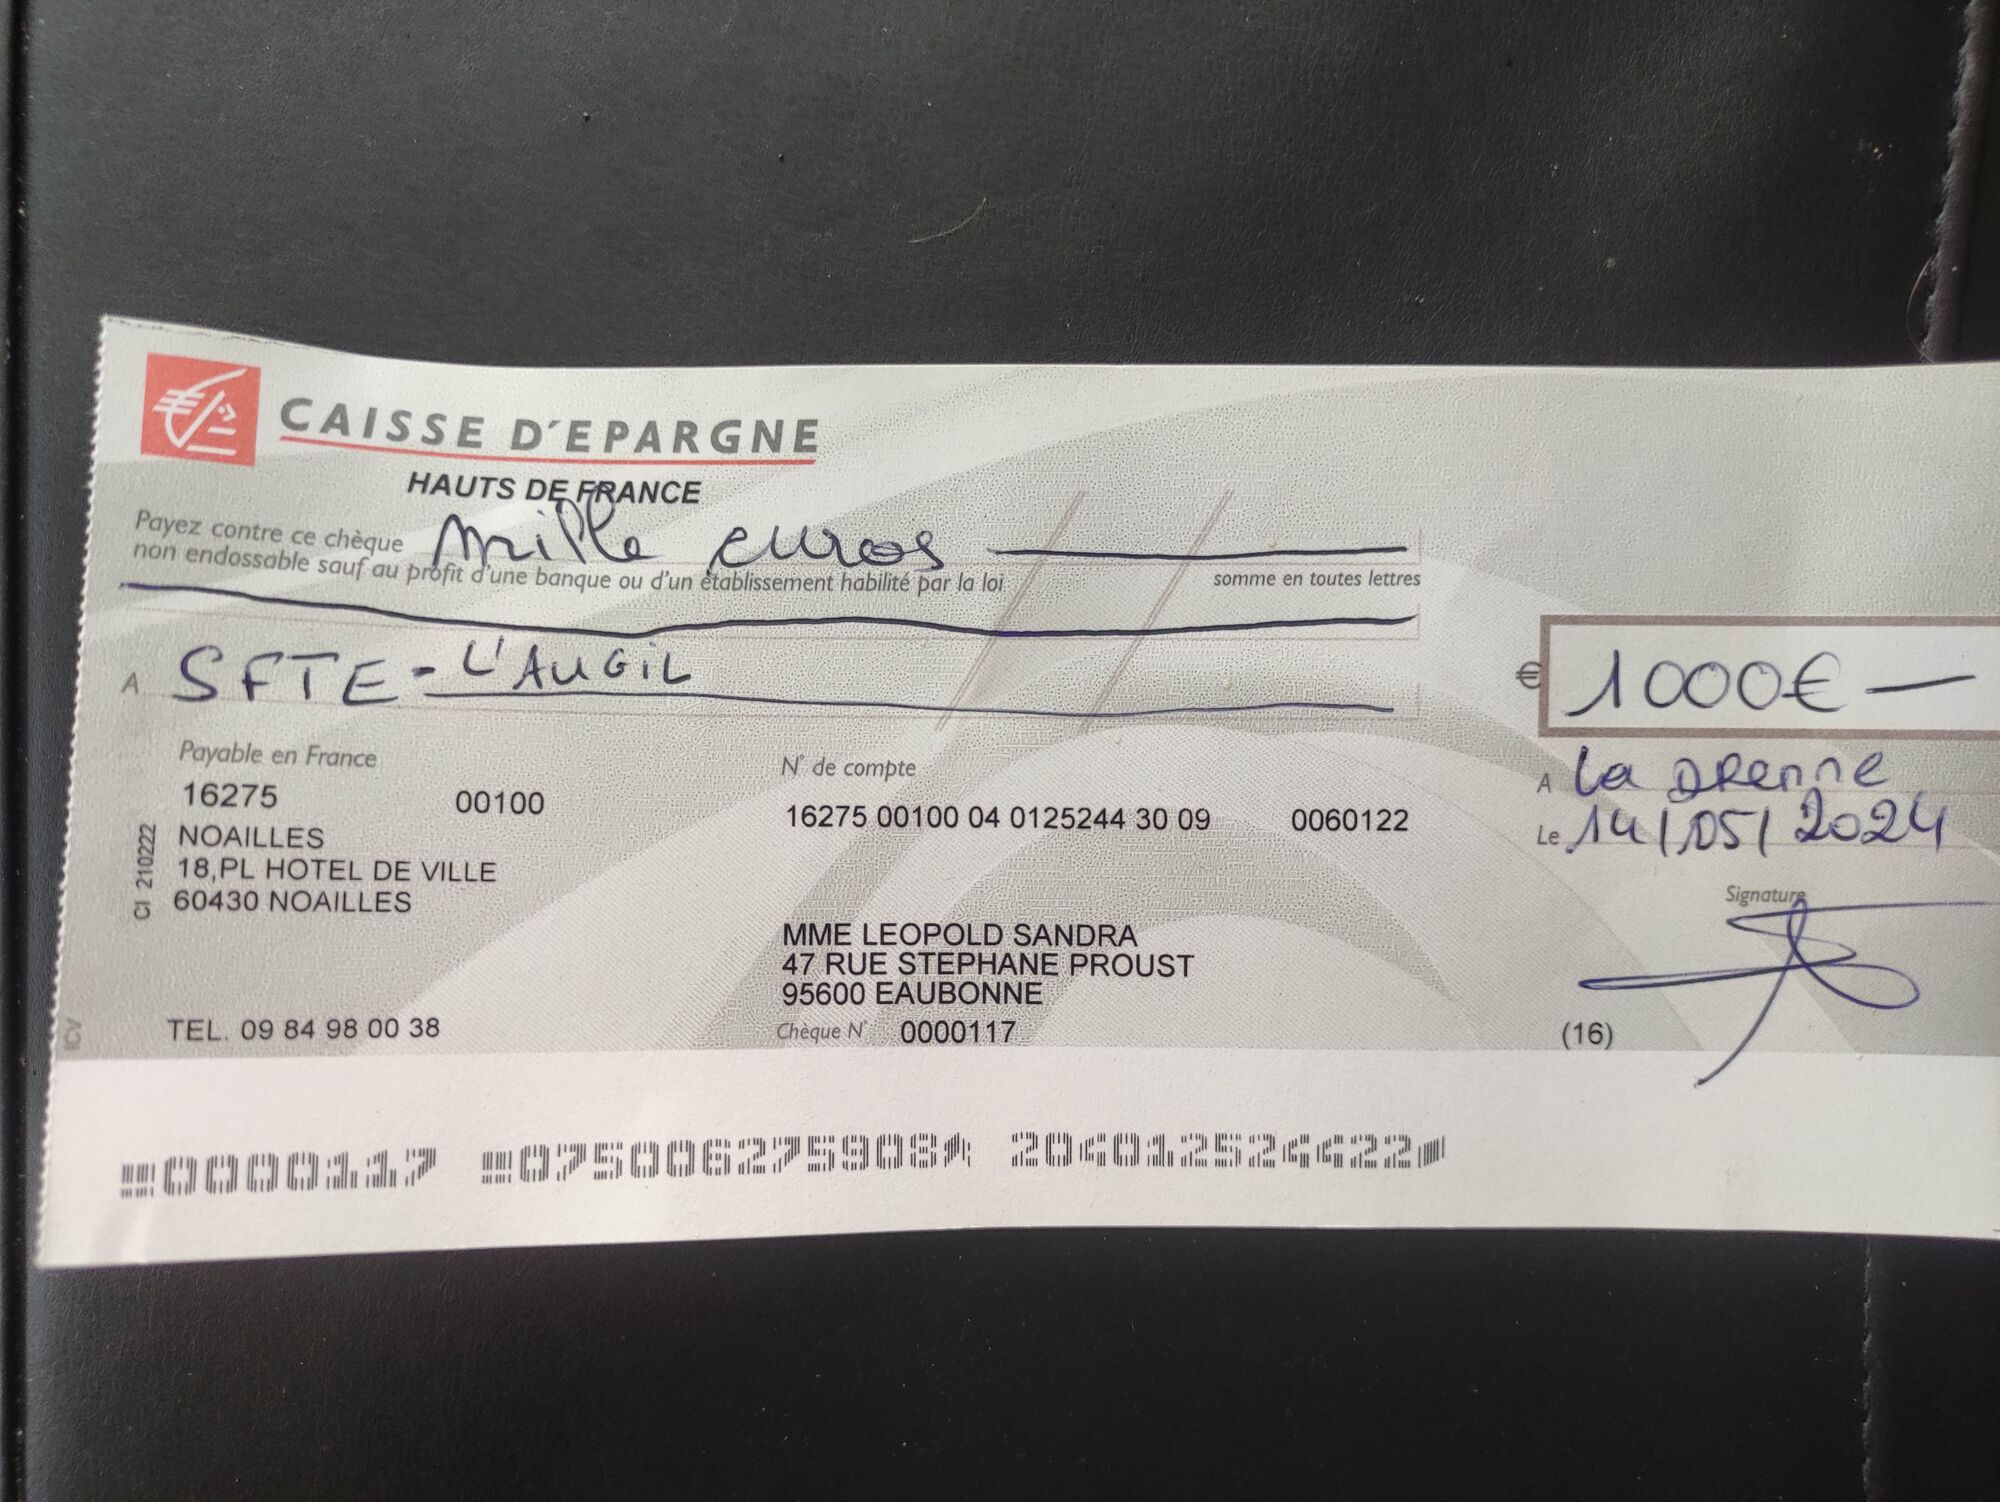 CAISSE D'EPARGNE
HAUTS DE FRANCE
Payez contre ce chèque mille euros
non endossable sauf au profit d'une banque ou d'un établissement habilité par la loi
somme en toutes lettres
A SFTE - L'AUGIL
€ 1000€
Payable en France
16275 00100
NOAILLES
18,PL HOTEL DE VILLE
60430 NOAILLES
CI 210222
N° de compte
16275 00100 04 0125244 30 09 0060122
A La DRENNE
Le 14/05/2024
Signature
MME LEOPOLD SANDRA
47 RUE STEPHANE PROUST
95600 EAUBONNE
TEL. 09 84 98 00 38
Chèque N° 0000117
(16)
ICV
0000117 075006275908 204012524422